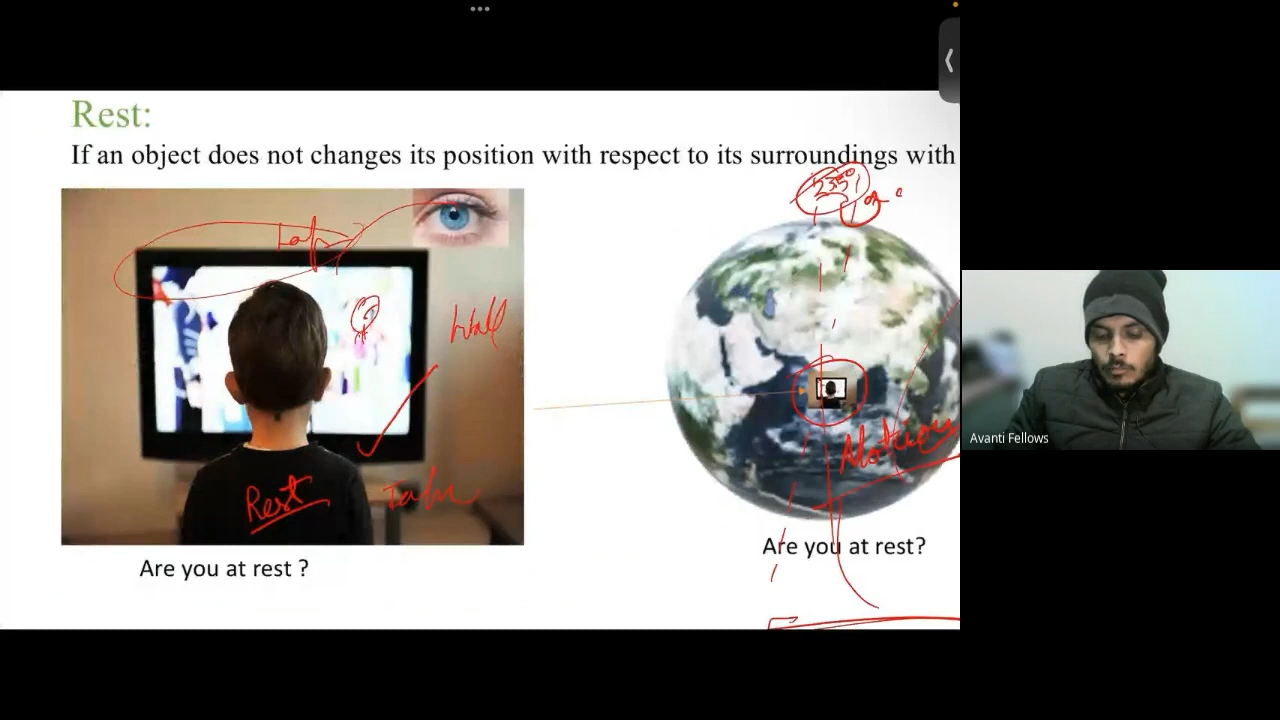 Rest:
If an object does not changes its position with respect to its surroundings with
Wall
Rest
Motion
Are you at rest ?
Are you at rest?
Avanti Fellows